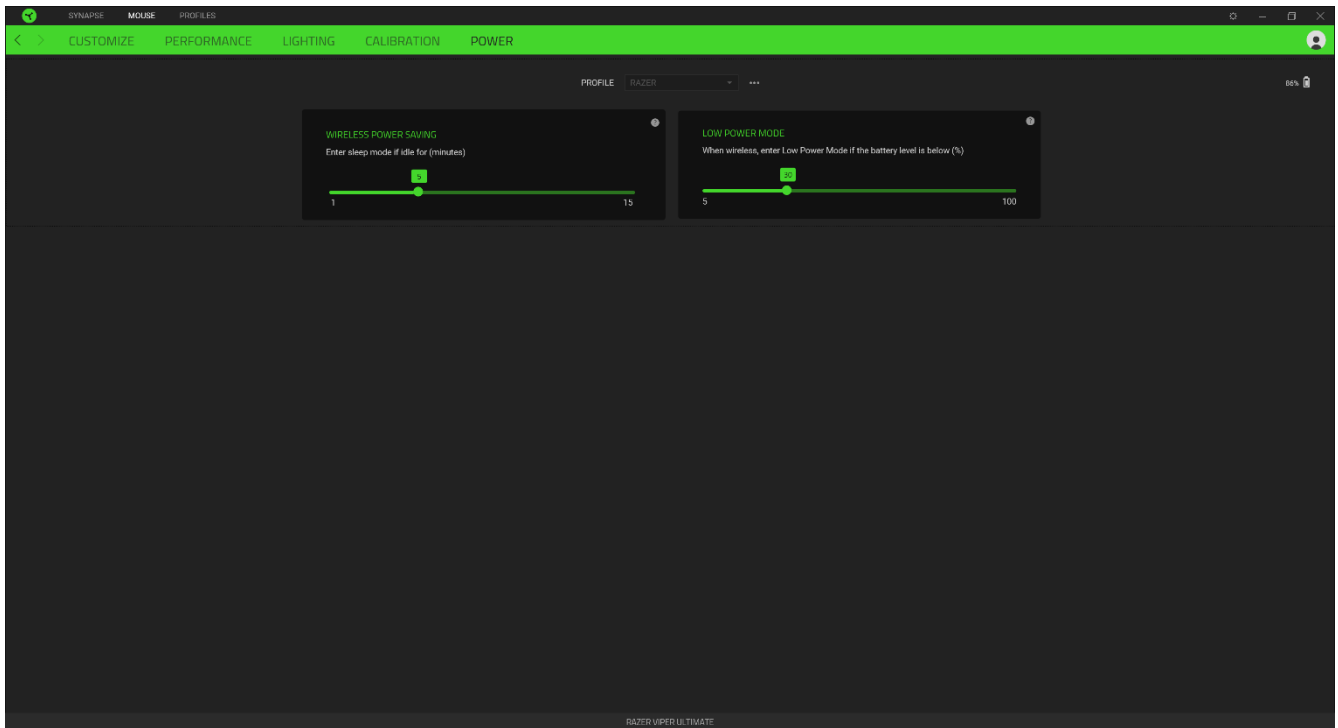 SYNAPSE MOUSE PROFILES
CUSTOMIZE PERFORMANCE LIGHTING CALIBRATION POWER
PROFILE RAZER
86%
WIRELESS POWER SAVING
Enter sleep mode if idle for (minutes)
5
1 15
LOW POWER MODE
When wireless, enter Low Power Mode if the battery level is below (%)
30
5 100
RAZER VIPER ULTIMATE